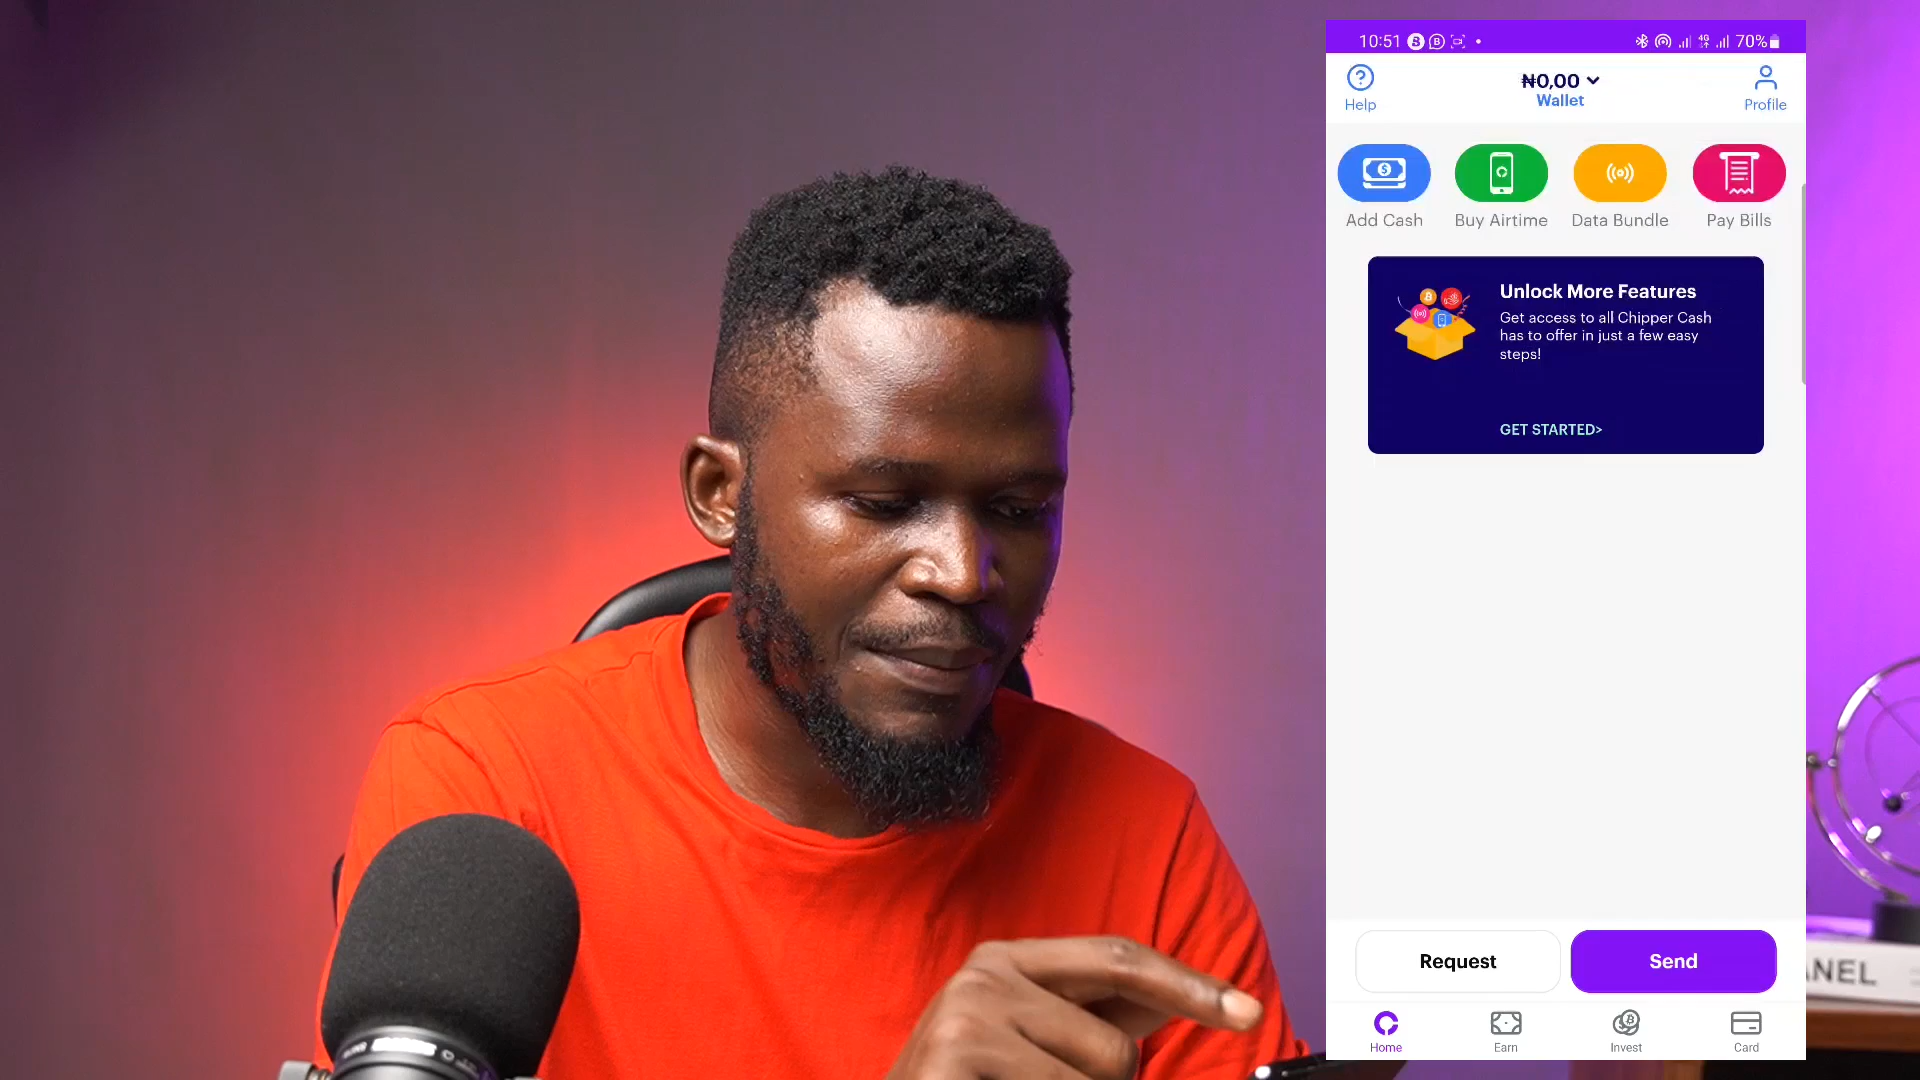 10:51
4G
70%
₦0,00
Help
Wallet
Profile
Add Cash
Buy Airtime
Data Bundle
Pay Bills
Unlock More Features
Get access to all Chipper Cash
has to offer in just a few easy
steps!
GET STARTED>
Request
Send
Home
Earn
Invest
Card
ANEL